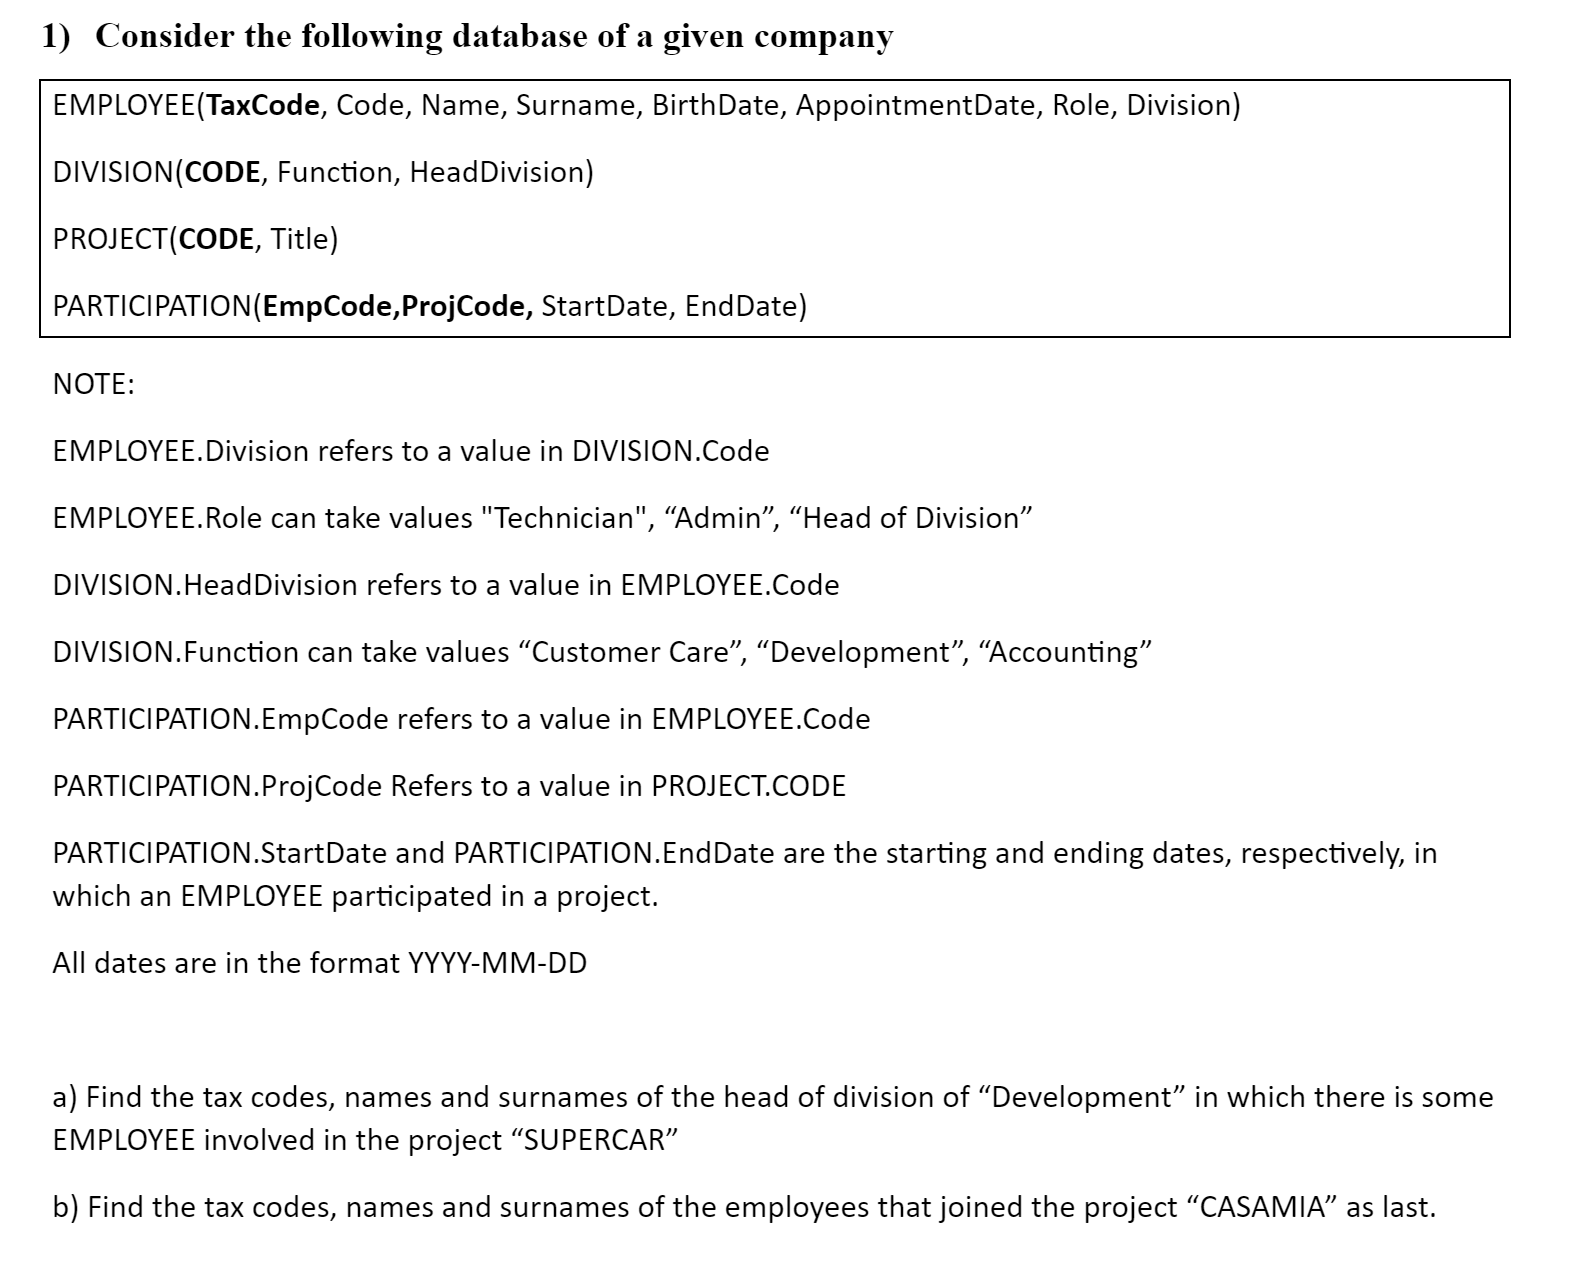 1) Consider the following database of a given company
EMPLOYEE(TaxCode, Code, Name, Surname, BirthDate, AppointmentDate, Role, Division)
DIVISION(CODE, Function, HeadDivision)
PROJECT(CODE, Title)
PARTICIPATION(EmpCode,ProjCode, StartDate, EndDate)
NOTE:
EMPLOYEE.Division refers to a value in DIVISION.Code
EMPLOYEE.Role can take values "Technician", “Admin”, “Head of Division”
DIVISION.HeadDivision refers to a value in EMPLOYEE.Code
DIVISION.Function can take values “Customer Care”, “Development”, “Accounting”
PARTICIPATION.EmpCode refers to a value in EMPLOYEE.Code
PARTICIPATION.ProjCode Refers to a value in PROJECT.CODE
PARTICIPATION.StartDate and PARTICIPATION.EndDate are the starting and ending dates, respectively, in
which an EMPLOYEE participated in a project.
All dates are in the format YYYY-MM-DD
a) Find the tax codes, names and surnames of the head of division of “Development” in which there is some
EMPLOYEE involved in the project “SUPERCAR”
b) Find the tax codes, names and surnames of the employees that joined the project “CASAMIA” as last.